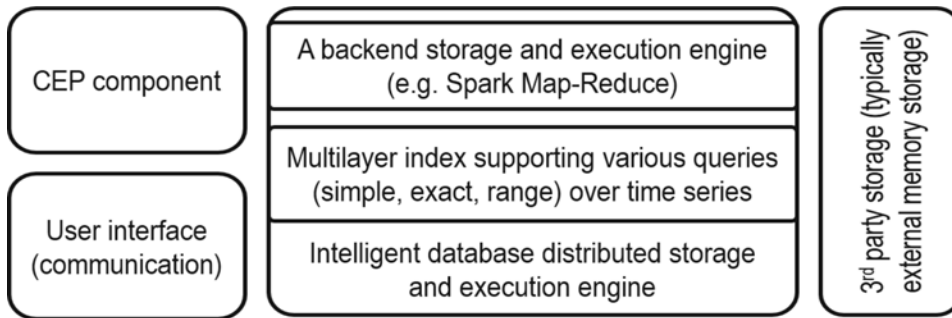 CEP component
User interface
(communication)
A backend storage and execution engine
(e.g. Spark Map-Reduce)
Multilayer index supporting various queries
(simple, exact, range) over time series
Intelligent database distributed storage
and execution engine
3rd party storage (typically
external memory storage)